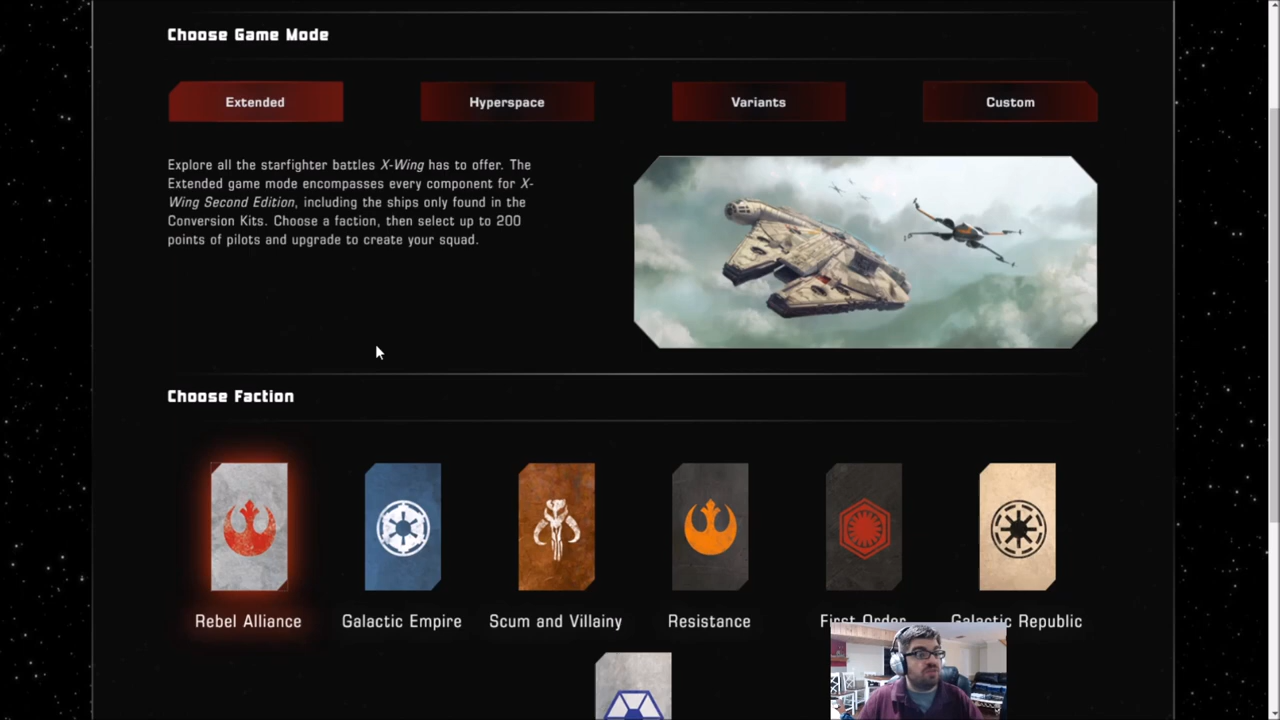 Choose Game Mode
Extended
Hyperspace
Variants
Custom
Explore all the starfighter battles X-Wing has to offer. The
Extended game mode encompasses every component for X-
Wing Second Edition, including the ships only found in the
Conversion Kits. Choose a faction, then select up to 200
points of pilots and upgrade to create your squad.
Choose Faction
Rebel Alliance
Galactic Empire
Scum and Villainy
Resistance
First Order
Galactic Republic